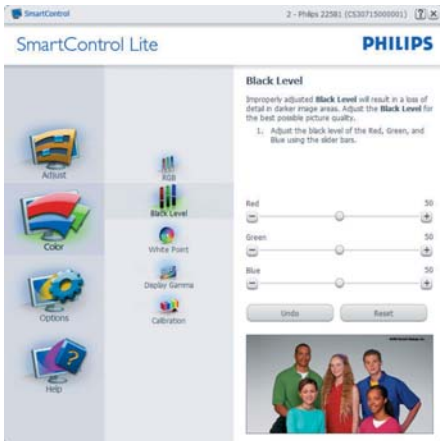 SmartControl
2 - Philips 225B1 (CS30715000001)
SmartControl Lite
PHILIPS
Adjust
Color
Options
Help
RGB
Black Level
White Point
Display Gamma
Calibration
Black Level
Improperly adjusted Black Level will result in a loss of
detail in darker image areas. Adjust the Black Level for
the best possible picture quality.
1. Adjust the black level of the Red, Green, and
Blue using the slider bars.
Red 50
Green 50
Blue 50
Undo Reset